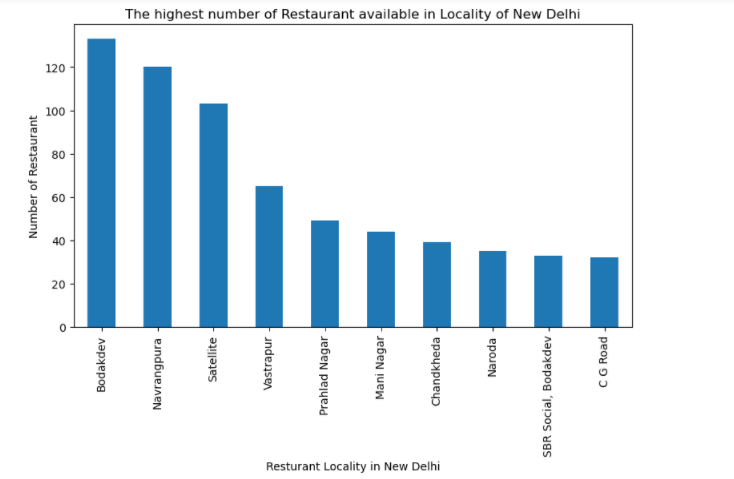 The highest number of Restaurant available in Locality of New Delhi
Number of Restaurant
120
100
80
60
40
20
0
Bodakdev
Navrangpura
Satellite
Vastrapur
Prahlad Nagar
Mani Nagar
Chandkheda
Naroda
SBR Social, Bodakdev
C G Road
Resturant Locality in New Delhi